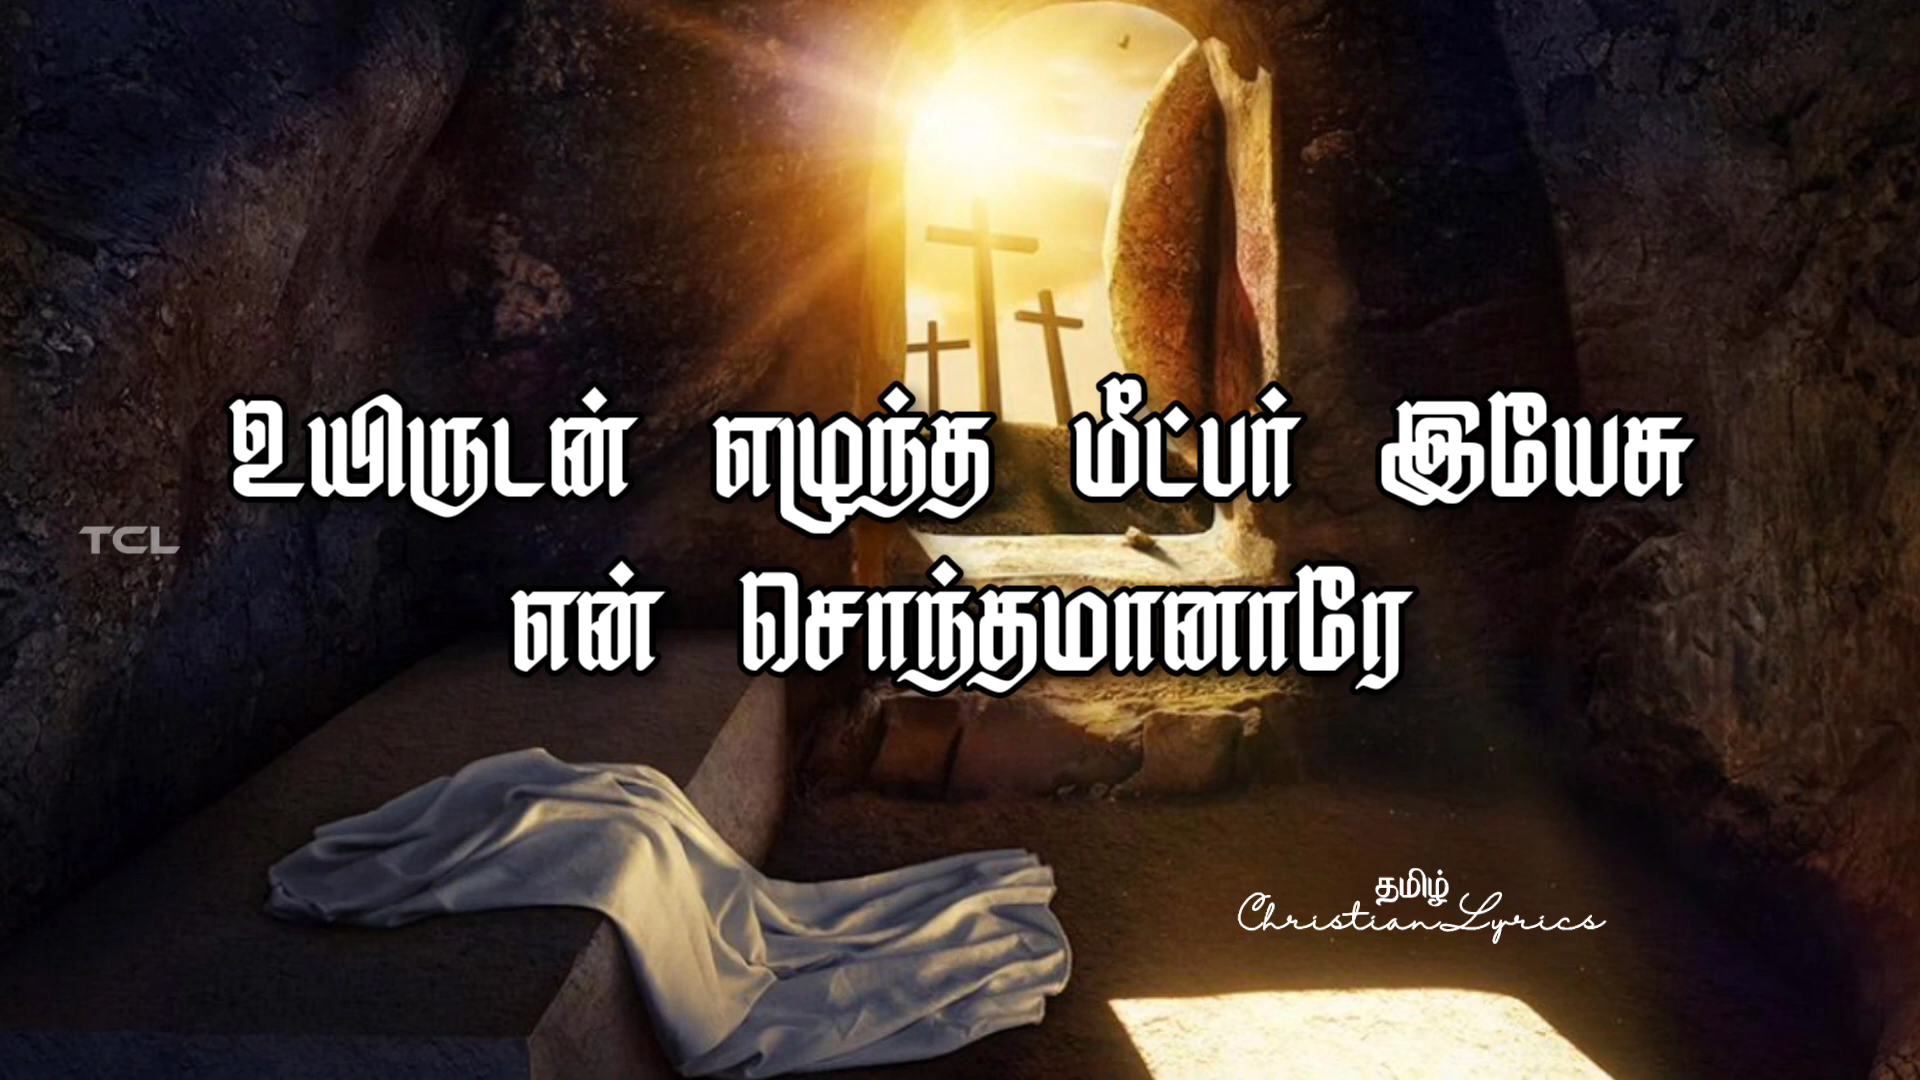 உயிருடன் எழுந்த மீட்பர் இயேசு
TCL
என் சொந்தமானாரே
தமிழ்
ChristianLyrics